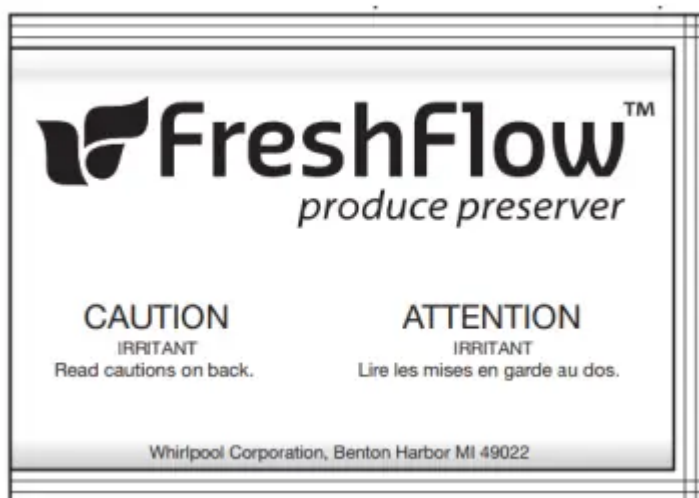 FreshFlow™
produce preserver
CAUTION
IRRITANT
Read cautions on back.
ATTENTION
IRRITANT
Lire les mises en garde au dos.
Whirlpool Corporation, Benton Harbor MI 49022